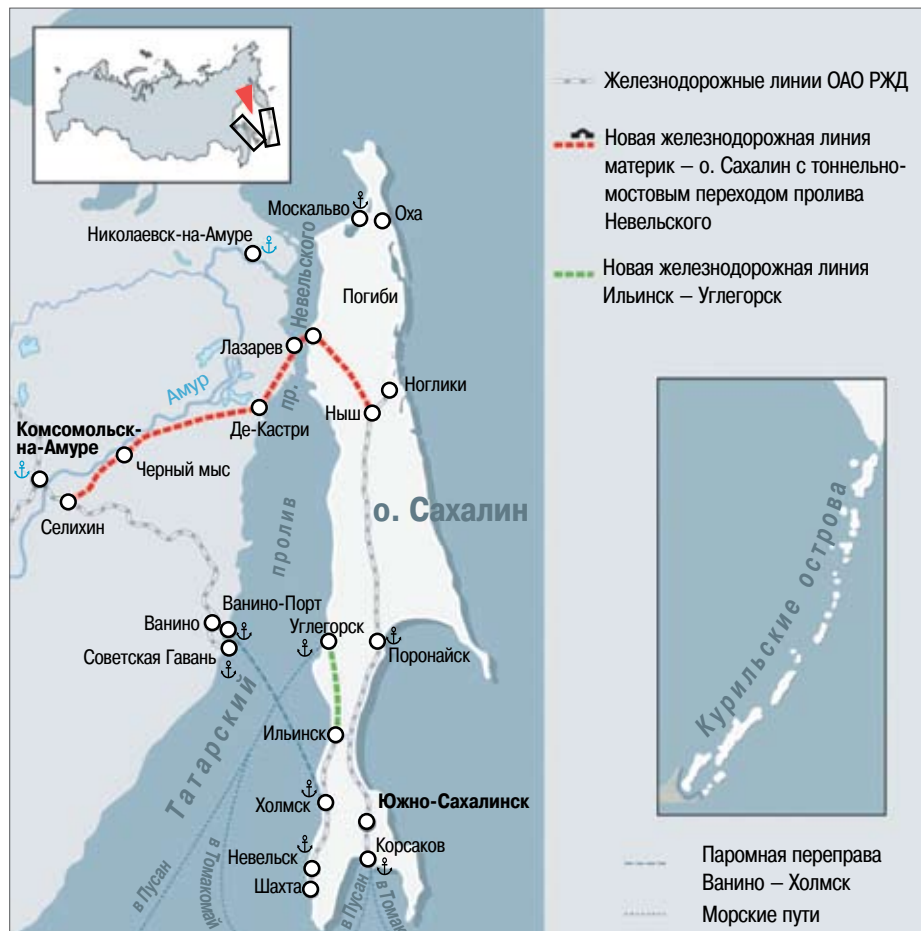 Железнодорожные линии ОАО РЖД
Новая железнодорожная линия
материк – о. Сахалин с тоннельно-
мостовым переходом пролива
Невельского
Новая железнодорожная линия
Ильинск – Углегорск
Москальво
Оха
Николаевск-на-Амуре
пр. Невельского
Погиби
Лазарев
Ноглики
Амур
Ныш
Де-Кастри
Комсомольск-
на-Амуре
Черный мыс
Селихин
о. Сахалин
Татарский пролив
Ванино-Порт
Ванино
Углегорск
Советская Гавань
Поронайск
Ильинск
Холмск
Южно-Сахалинск
Невельск
Корсаков
Шахта
в Пусан
в Томакомай
в Пусан
в Томак
Курильские острова
Паромная переправа
Ванино – Холмск
Морские пути